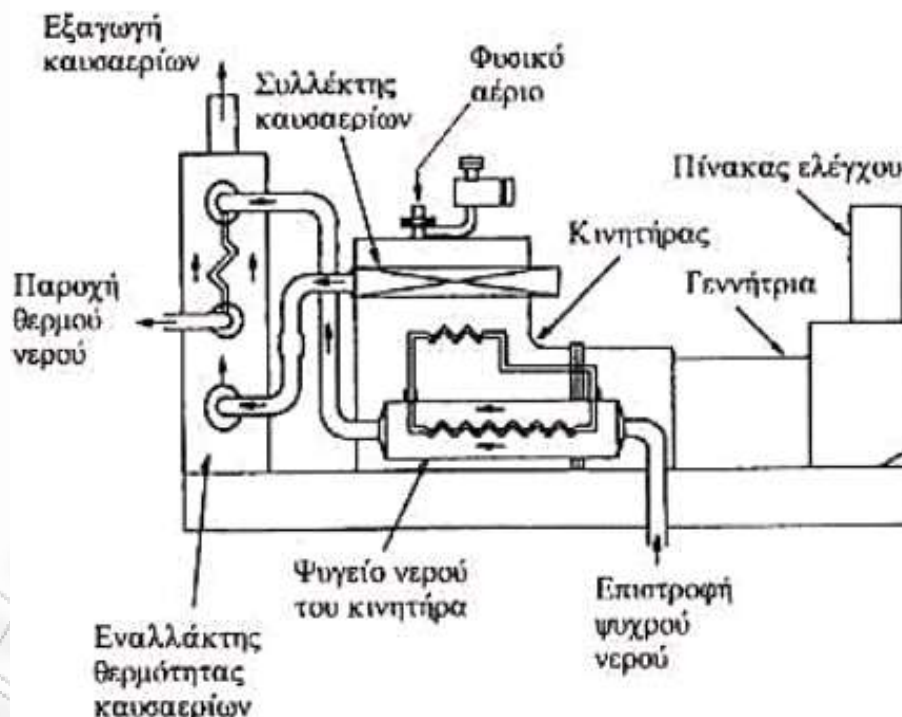 Εξαγωγή
καυσαερίων
Συλλέκτης
καυσαερίων
Φυσικό
αέριο
Πίνακας ελέγχου
Κινητήρας
Γεννήτρια
Παροχή
θερμού
νερού
Ψυγείο νερού
του κινητήρα
Επιστροφή
ψυχρού
νερού
Εναλλάκτης
θερμότητας
καυσαερίων